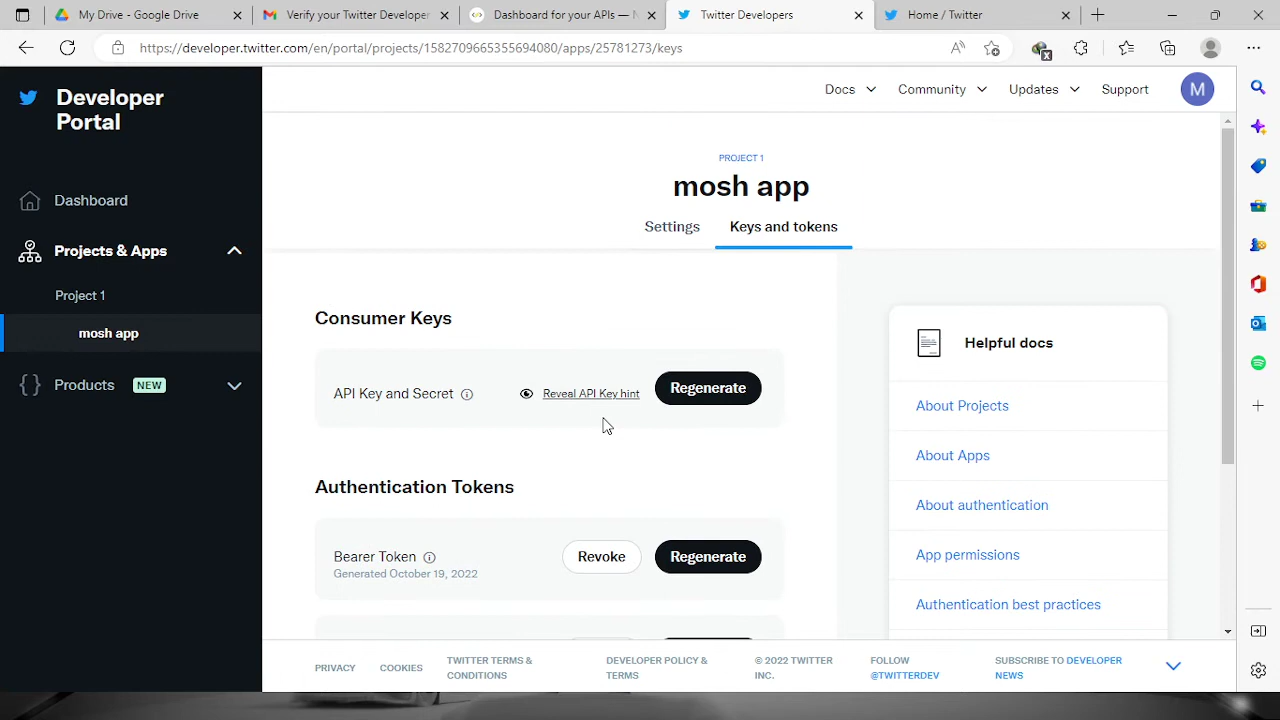 My Drive - Google Drive
Verify your Twitter Developer
Dashboard for your APIs — N
Twitter Developers
Home / Twitter
https://developer.twitter.com/en/portal/projects/1582709665355694080/apps/25781273/keys
Developer
Portal
Docs
Community
Updates
Support
M
Dashboard
Projects & Apps
Project 1
mosh app
Products
NEW
PROJECT 1
mosh app
Settings
Keys and tokens
Consumer Keys
API Key and Secret
Reveal API Key hint
Regenerate
Authentication Tokens
Bearer Token
Generated October 19, 2022
Revoke
Regenerate
Helpful docs
About Projects
About Apps
About authentication
App permissions
Authentication best practices
PRIVACY
COOKIES
TWITTER TERMS &
CONDITIONS
DEVELOPER POLICY &
TERMS
© 2022 TWITTER
INC.
FOLLOW
@TWITTERDEV
SUBSCRIBE TO DEVELOPER
NEWS